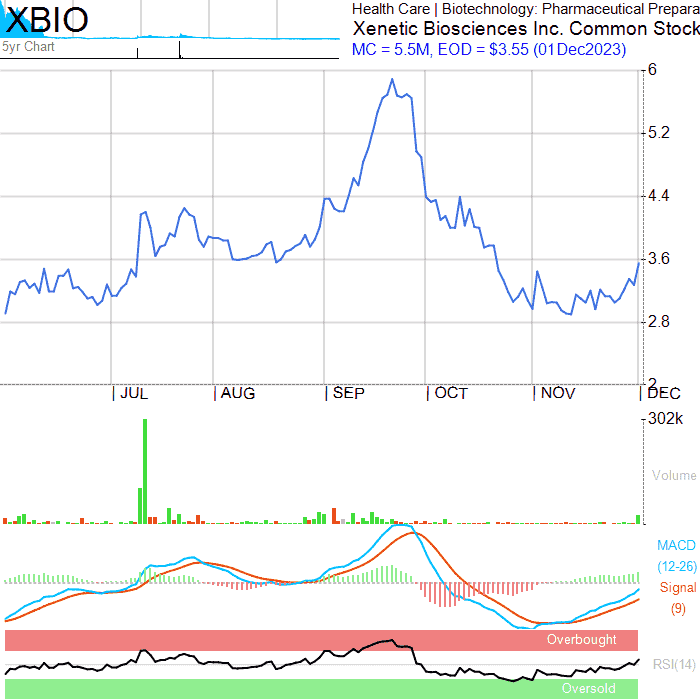 XBIO
5yr Chart
Health Care | Biotechnology: Pharmaceutical Prepara
Xenetic Biosciences Inc. Common Stock
MC = 5.5M, EOD = $3.55 (01Dec2023)
6
5.2
4.4
3.6
2.8
2
| JUL | AUG | SEP | OCT | NOV | DEC
302k
Volume
MACD
(12-26)
Signal
(9)
Overbought
RSI(14)
Oversold